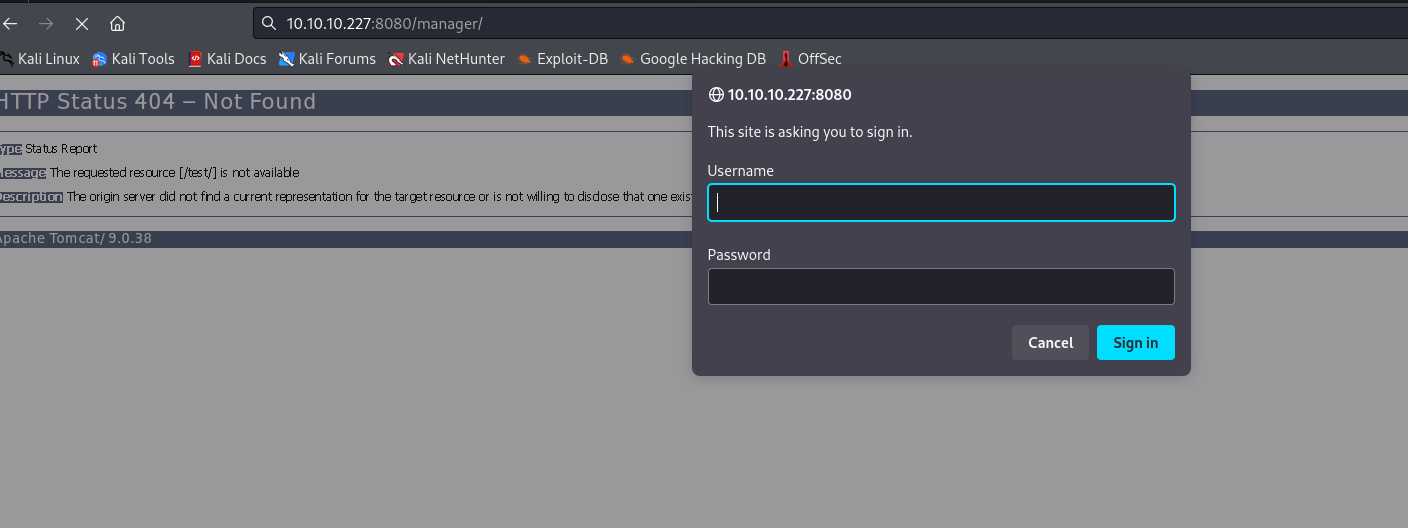 10.10.10.227:8080/manager/
Kali Linux Kali Tools Kali Docs Kali Forums Kali NetHunter Exploit-DB Google Hacking DB OffSec
HTTP Status 404 – Not Found
Type Status Report
Message The requested resource [/test/] is not available
Description The origin server did not find a current representation for the target resource or is not willing to disclose that one exis
Apache Tomcat/ 9.0.38
10.10.10.227:8080
This site is asking you to sign in.
Username
Password
Cancel Sign in